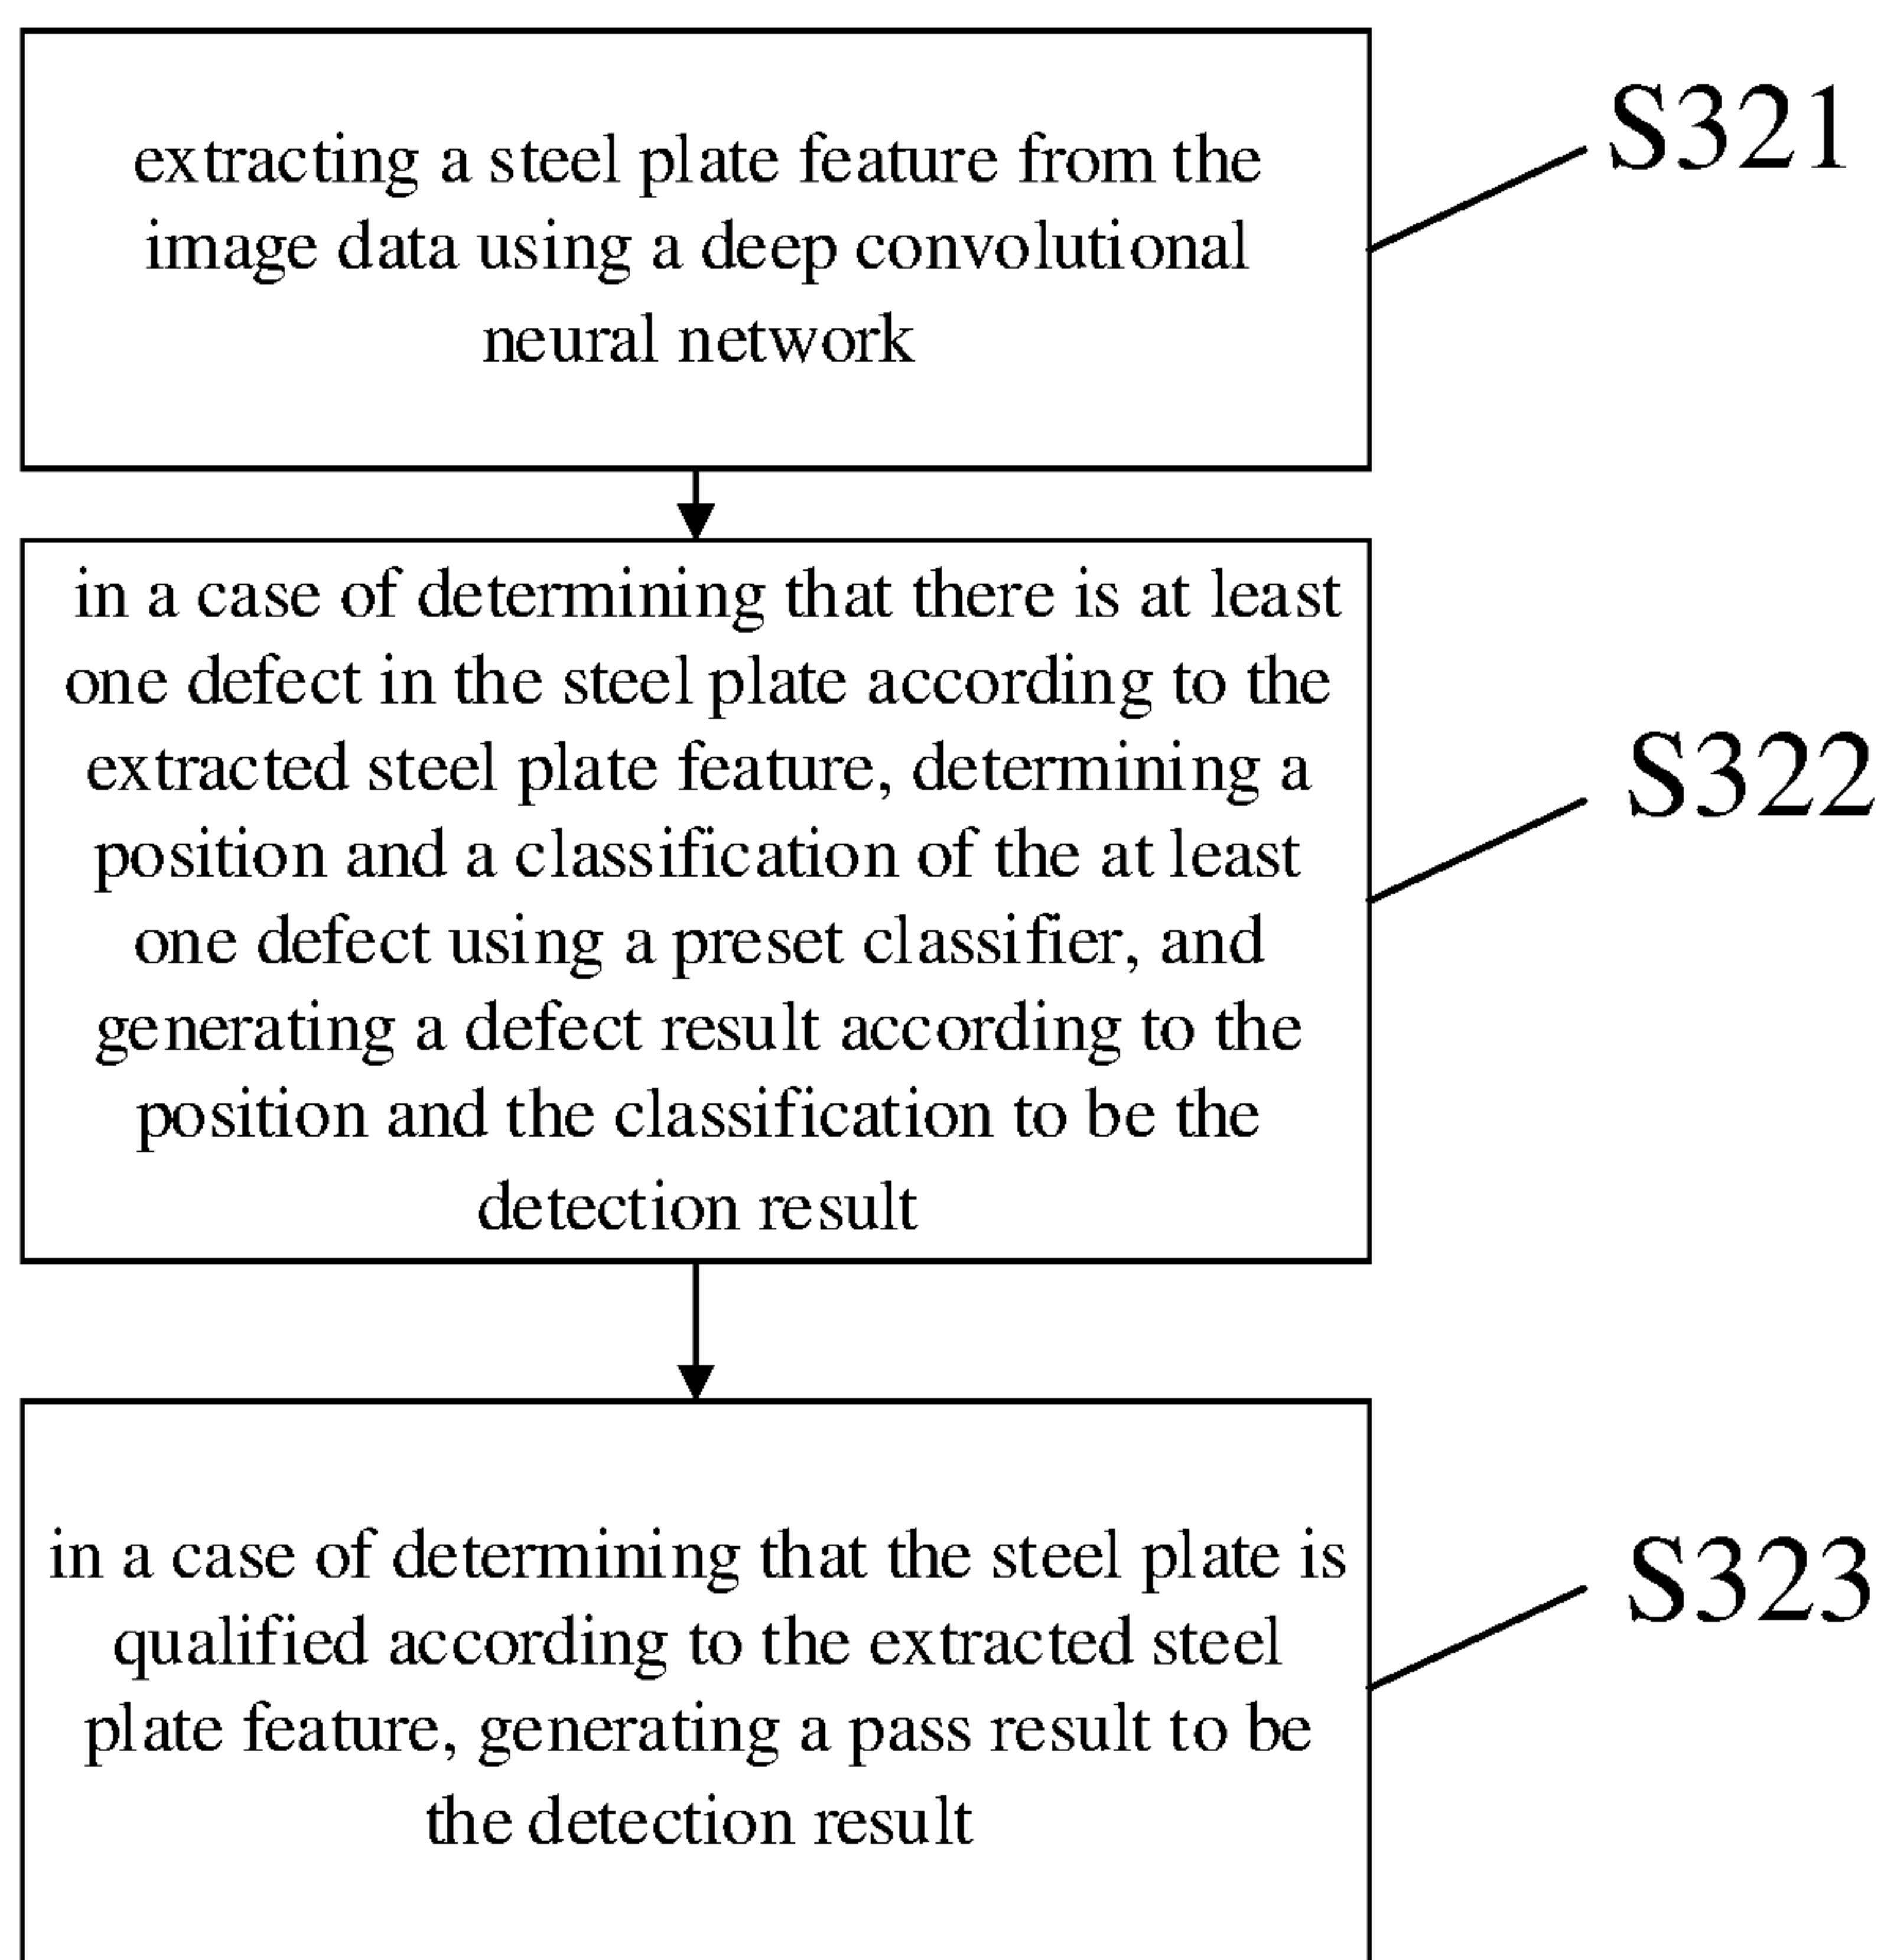 extracting a steel plate feature from the
image data using a deep convolutional
neural network
S321
in a case of determining that there is at least
one defect in the steel plate according to the
extracted steel plate feature, determining a
position and a classification of the at least
one defect using a preset classifier, and
generating a defect result according to the
position and the classification to be the
detection result
S322
in a case of determining that the steel plate is
qualified according to the extracted steel
plate feature, generating a pass result to be
the detection result
S323